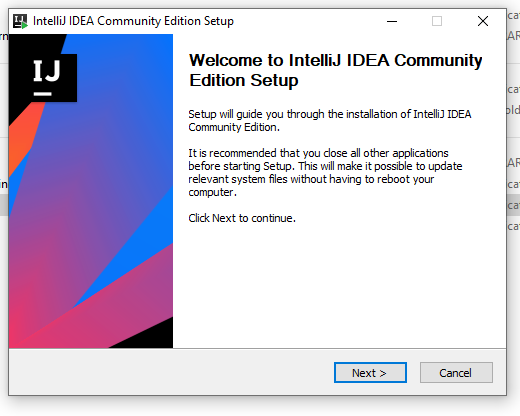 IntelliJ IDEA Community Edition Setup
IJ
Welcome to IntelliJ IDEA Community
Edition Setup
Setup will guide you through the installation of IntelliJ IDEA
Community Edition.
It is recommended that you close all other applications
before starting Setup. This will make it possible to update
relevant system files without having to reboot your
computer.
Click Next to continue.
Next >
Cancel